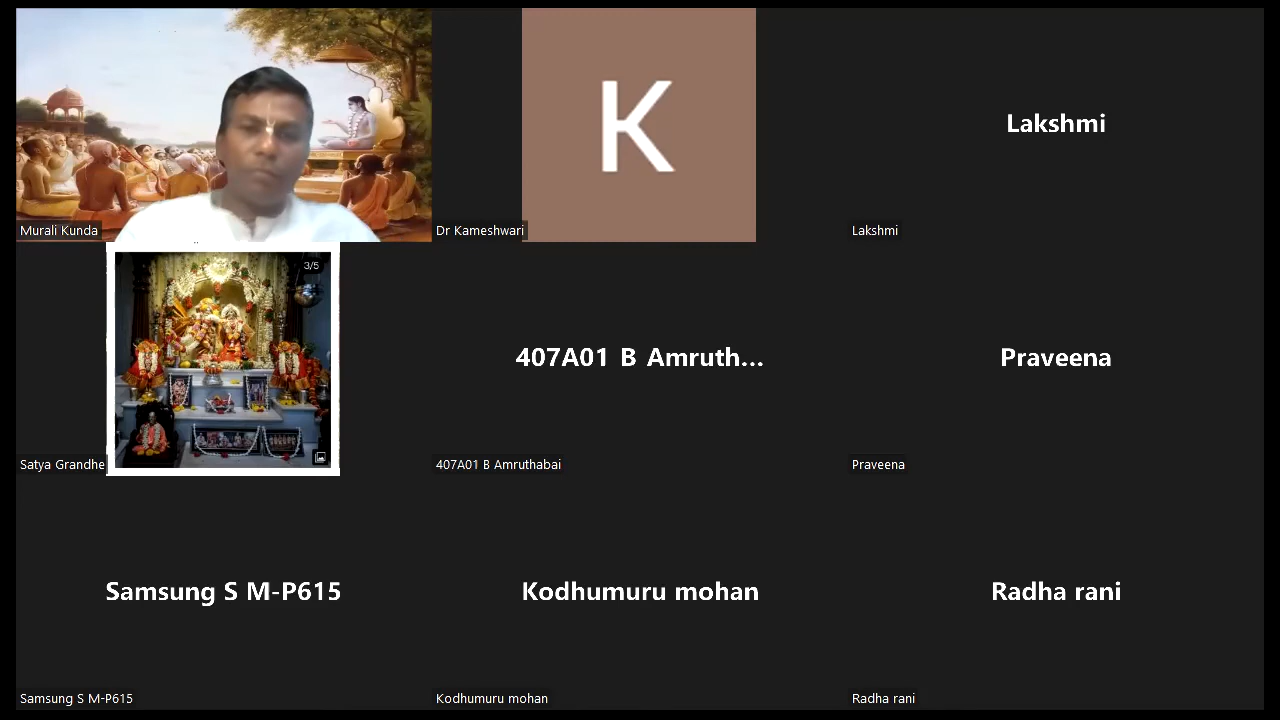 K
Lakshmi
Murali Kunda
Dr Kameshwari
Lakshmi
3/5
407A01 B Amruth...
Praveena
Satya Grandhe
407A01 B Amruthabai
Praveena
Samsung S M-P615
Kodhumuru mohan
Radha rani
Samsung S M-P615
Kodhumuru mohan
Radha rani